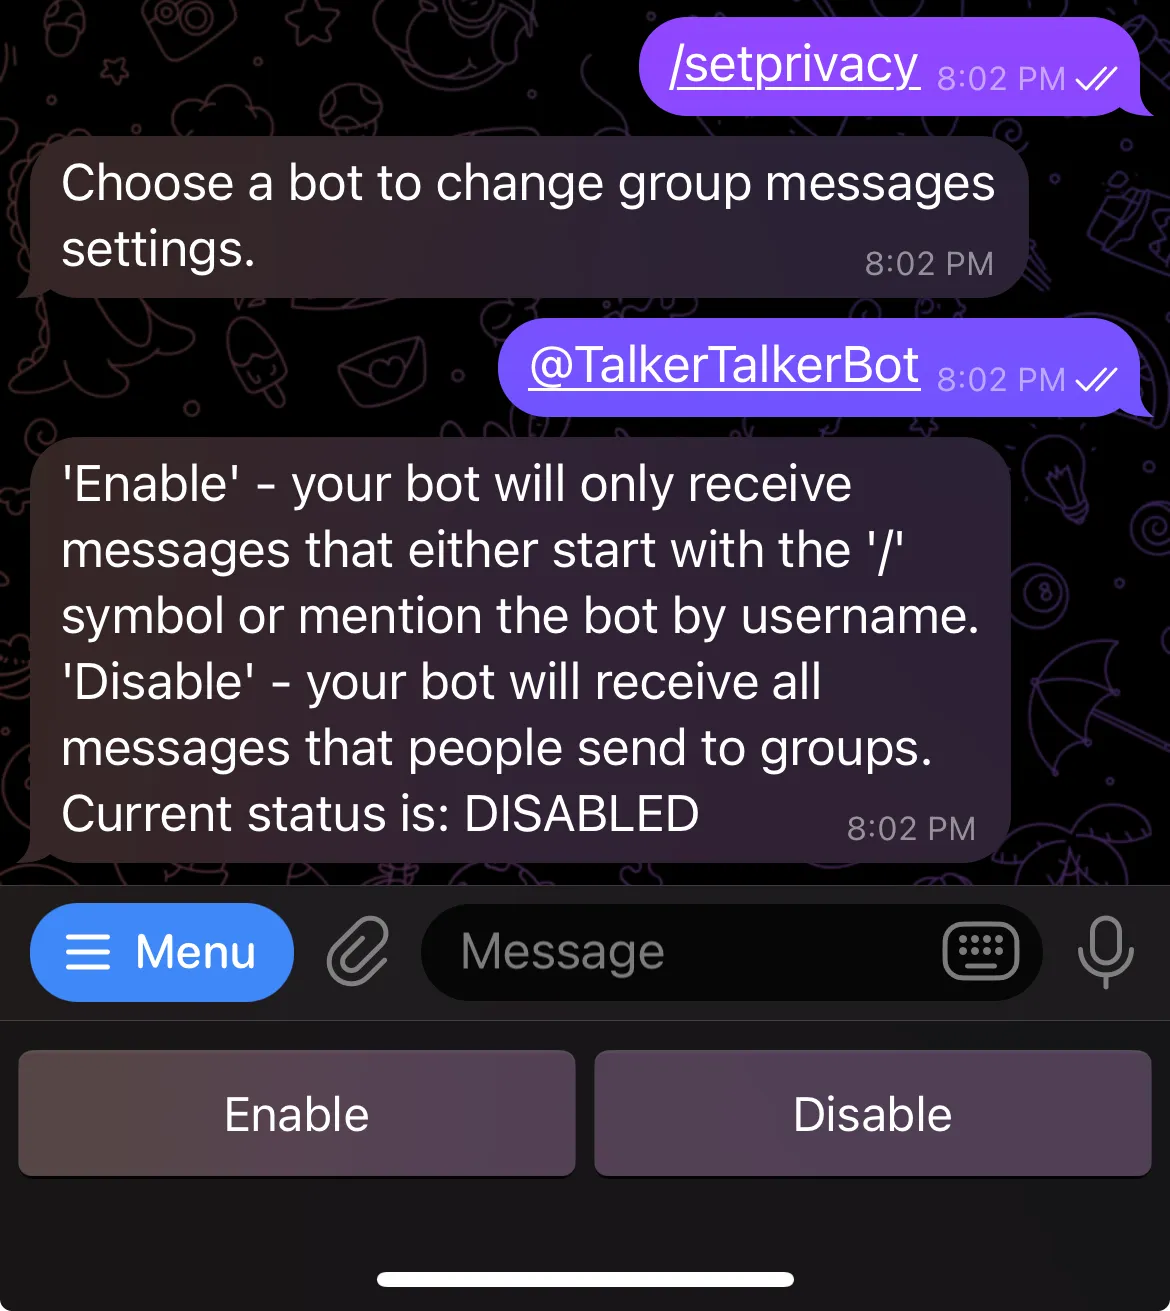 /setprivacy 8:02 PM
Choose a bot to change group messages
settings.
8:02 PM
@TalkerTalkerBot 8:02 PM
'Enable' - your bot will only receive
messages that either start with the '/'
symbol or mention the bot by username.
'Disable' - your bot will receive all
messages that people send to groups.
Current status is: DISABLED
8:02 PM
Menu Message
Enable Disable